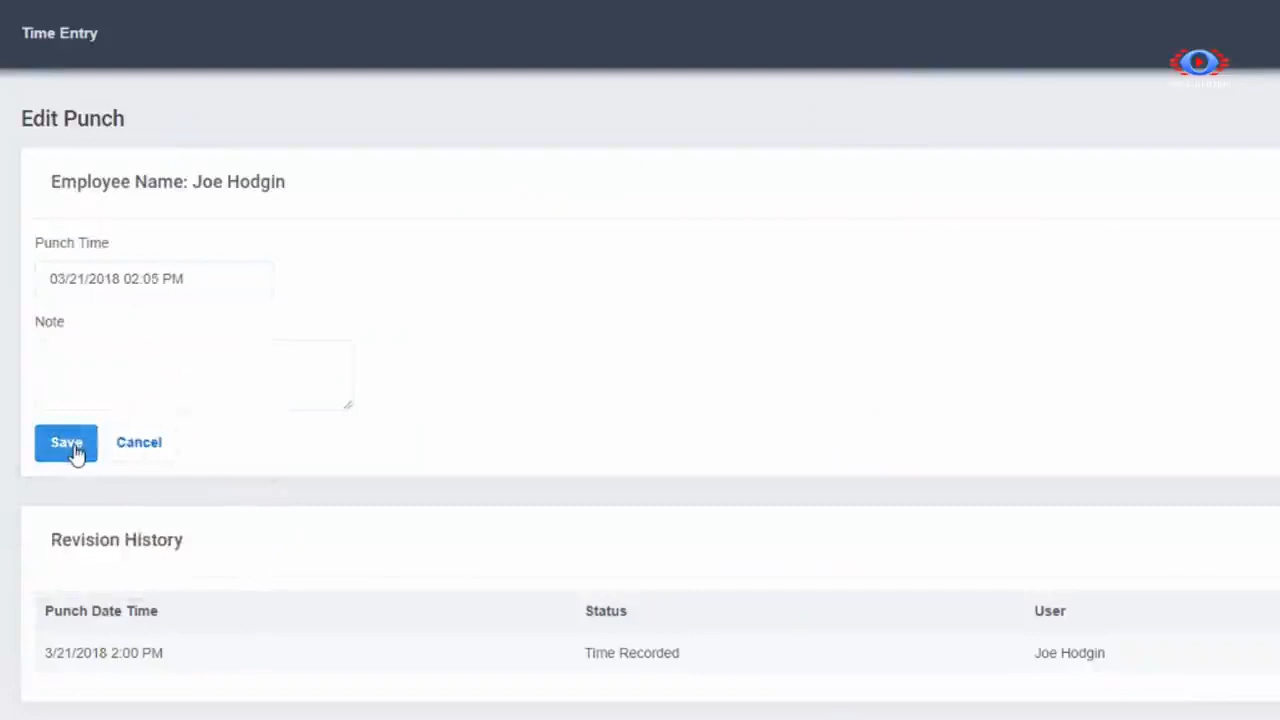 Time Entry
Edit Punch
Employee Name: Joe Hodgin
Punch Time
03/21/2018 02:05 PM
Note
Save Cancel
Revision History
Punch Date Time Status User
3/21/2018 2:00 PM Time Recorded Joe Hodgin